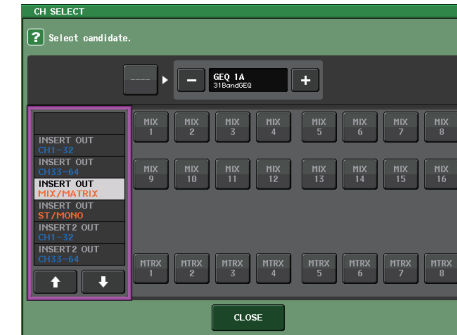 CH SELECT
? Select candidate.
---- GEQ 1A
31BandGEQ
INSERT OUT
CH1-32
INSERT OUT
CH33-64
INSERT OUT
MIX/MATRIX
INSERT OUT
ST/MONO
INSERT2 OUT
CH1-32
INSERT2 OUT
CH33-64
MIX 1 MIX 2 MIX 3 MIX 4 MIX 5 MIX 6 MIX 7 MIX 8
MIX 9 MIX 10 MIX 11 MIX 12 MIX 13 MIX 14 MIX 15 MIX 16
MTRX 1 MTRX 2 MTRX 3 MTRX 4 MTRX 5 MTRX 6 MTRX 7 MTRX 8
CLOSE